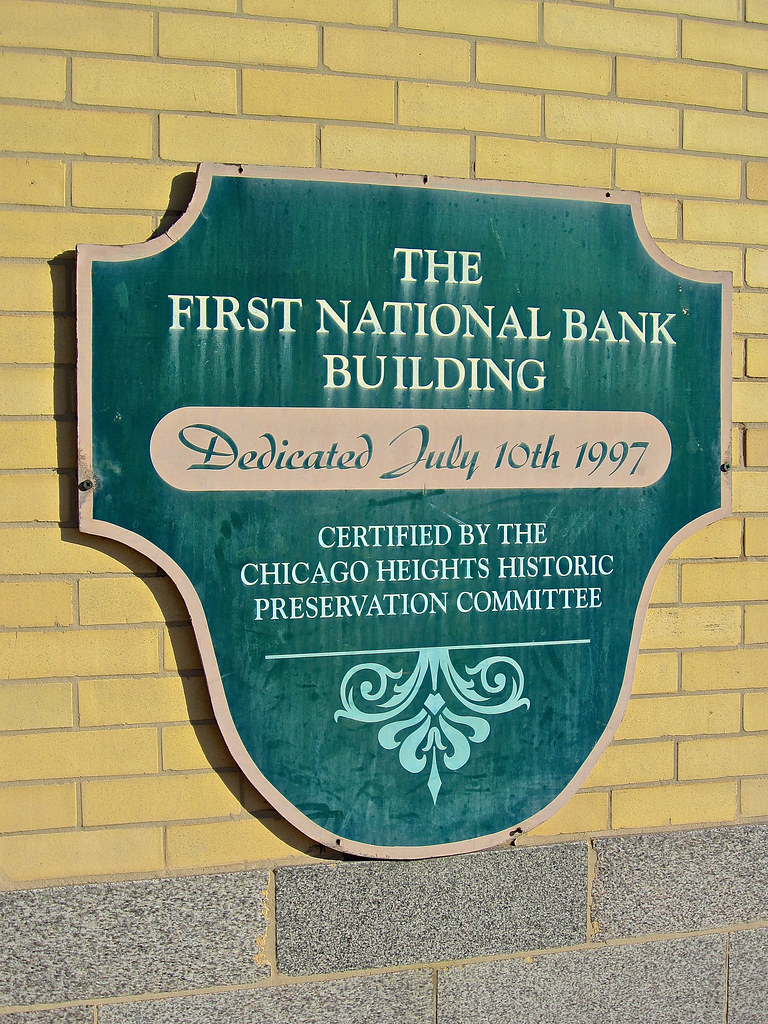 THE
FIRST NATIONAL BANK
BUILDING
Dedicated July 10th 1997
CERTIFIED BY THE
CHICAGO HEIGHTS HISTORIC
PRESERVATION COMMITTEE